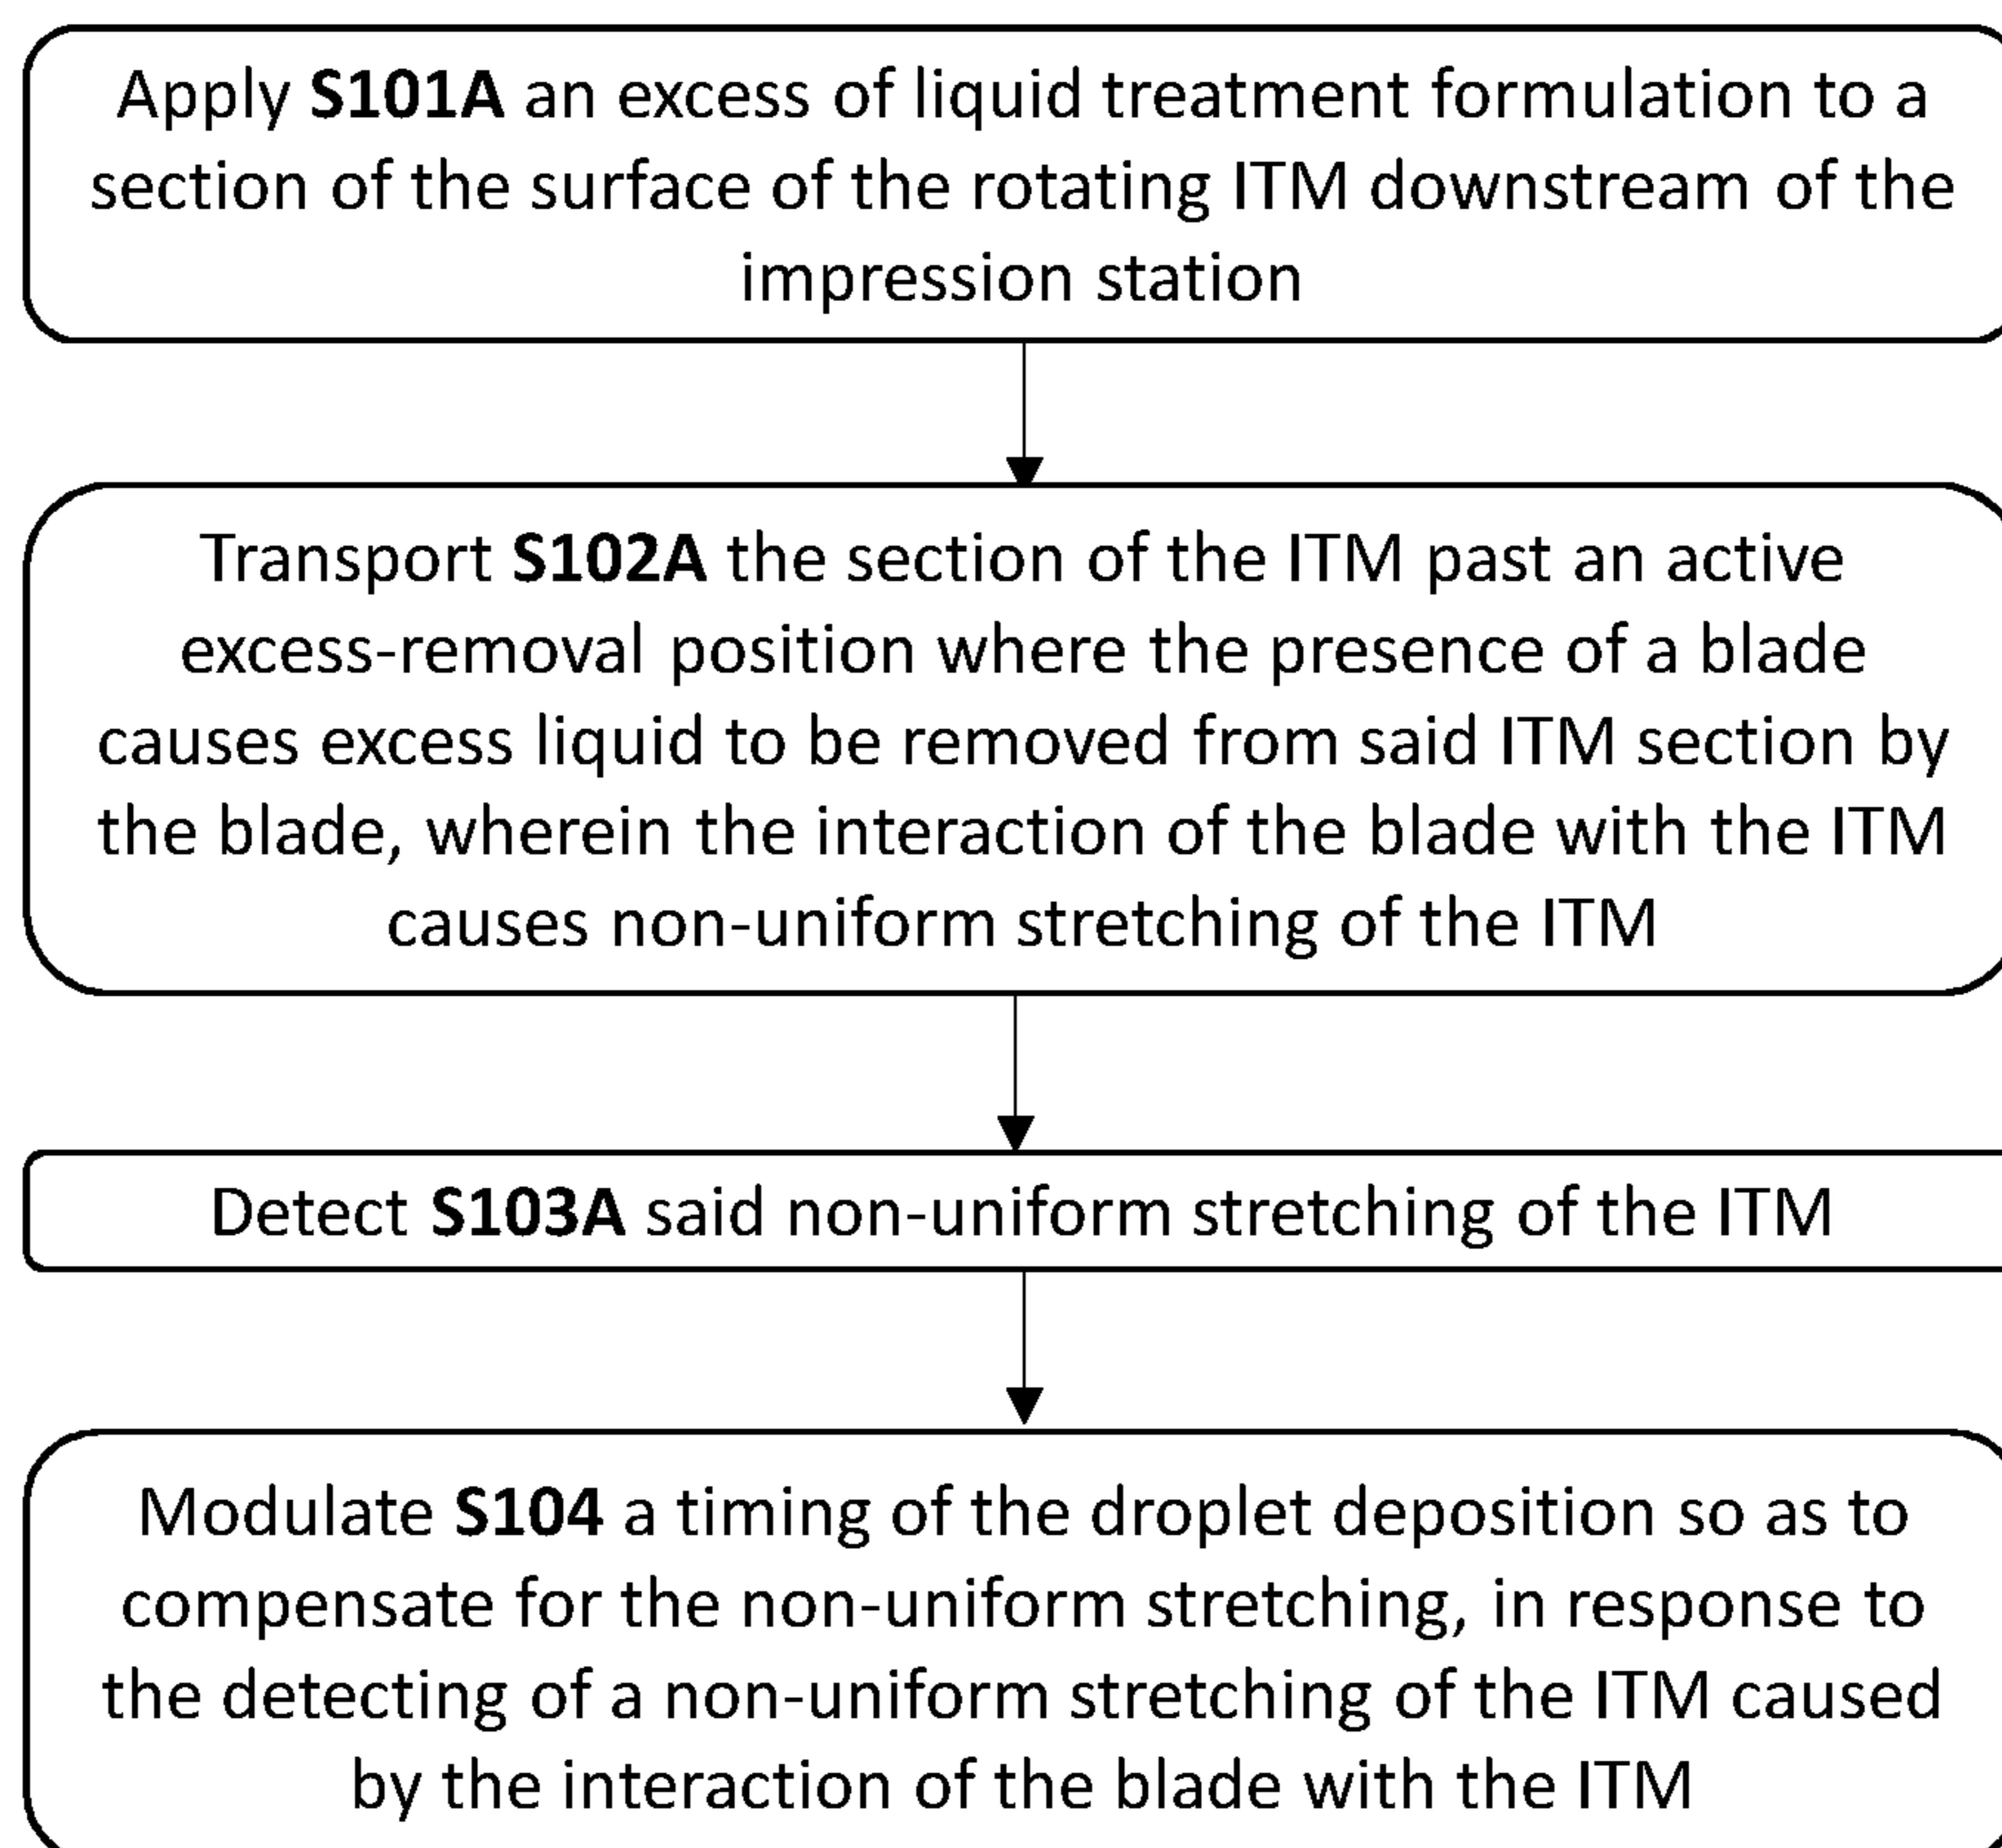 Apply S101A an excess of liquid treatment formulation to a
section of the surface of the rotating ITM downstream of the
impression station
Transport S102A the section of the ITM past an active
excess-removal position where the presence of a blade
causes excess liquid to be removed from said ITM section by
the blade, wherein the interaction of the blade with the ITM
causes non-uniform stretching of the ITM
Detect S103A said non-uniform stretching of the ITM
Modulate S104 a timing of the droplet deposition so as to
compensate for the non-uniform stretching, in response to
the detecting of a non-uniform stretching of the ITM caused
by the interaction of the blade with the ITM